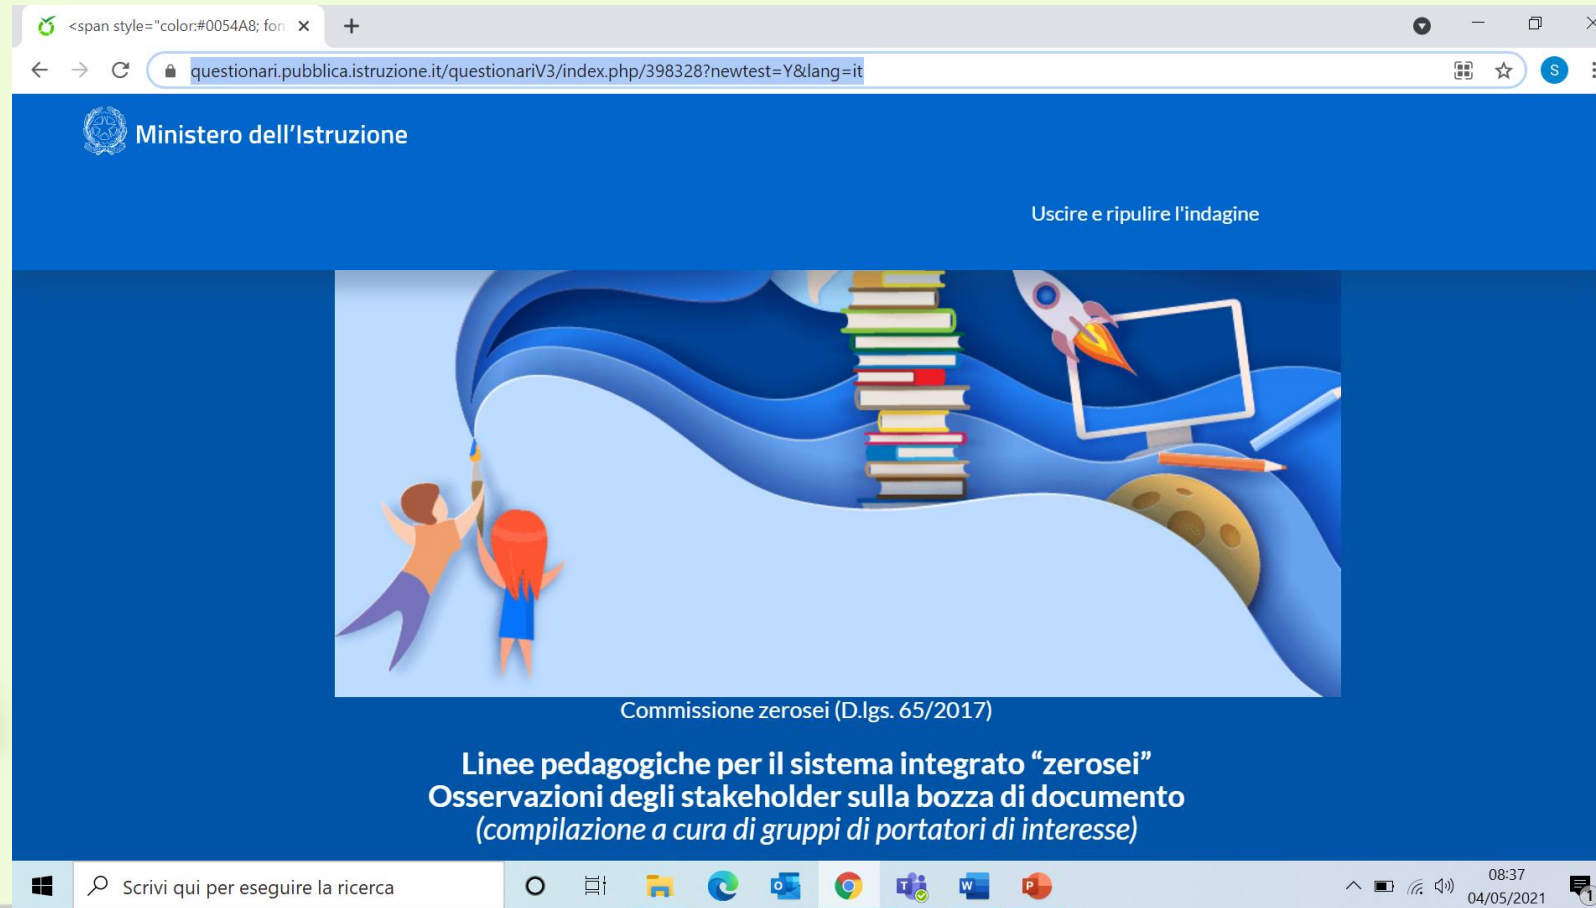 <span style="color:#0054A8; fon
questionari.pubblica.istruzione.it/questionariV3/index.php/398328?newtest=Y&lang=it
S
Ministero dell'Istruzione
Uscire e ripulire l'indagine
Commissione zerosei (D.lgs. 65/2017)
Linee pedagogiche per il sistema integrato “zerosei”
Osservazioni degli stakeholder sulla bozza di documento
(compilazione a cura di gruppi di portatori di interesse)
Scrivi qui per eseguire la ricerca
08:37
04/05/2021
1